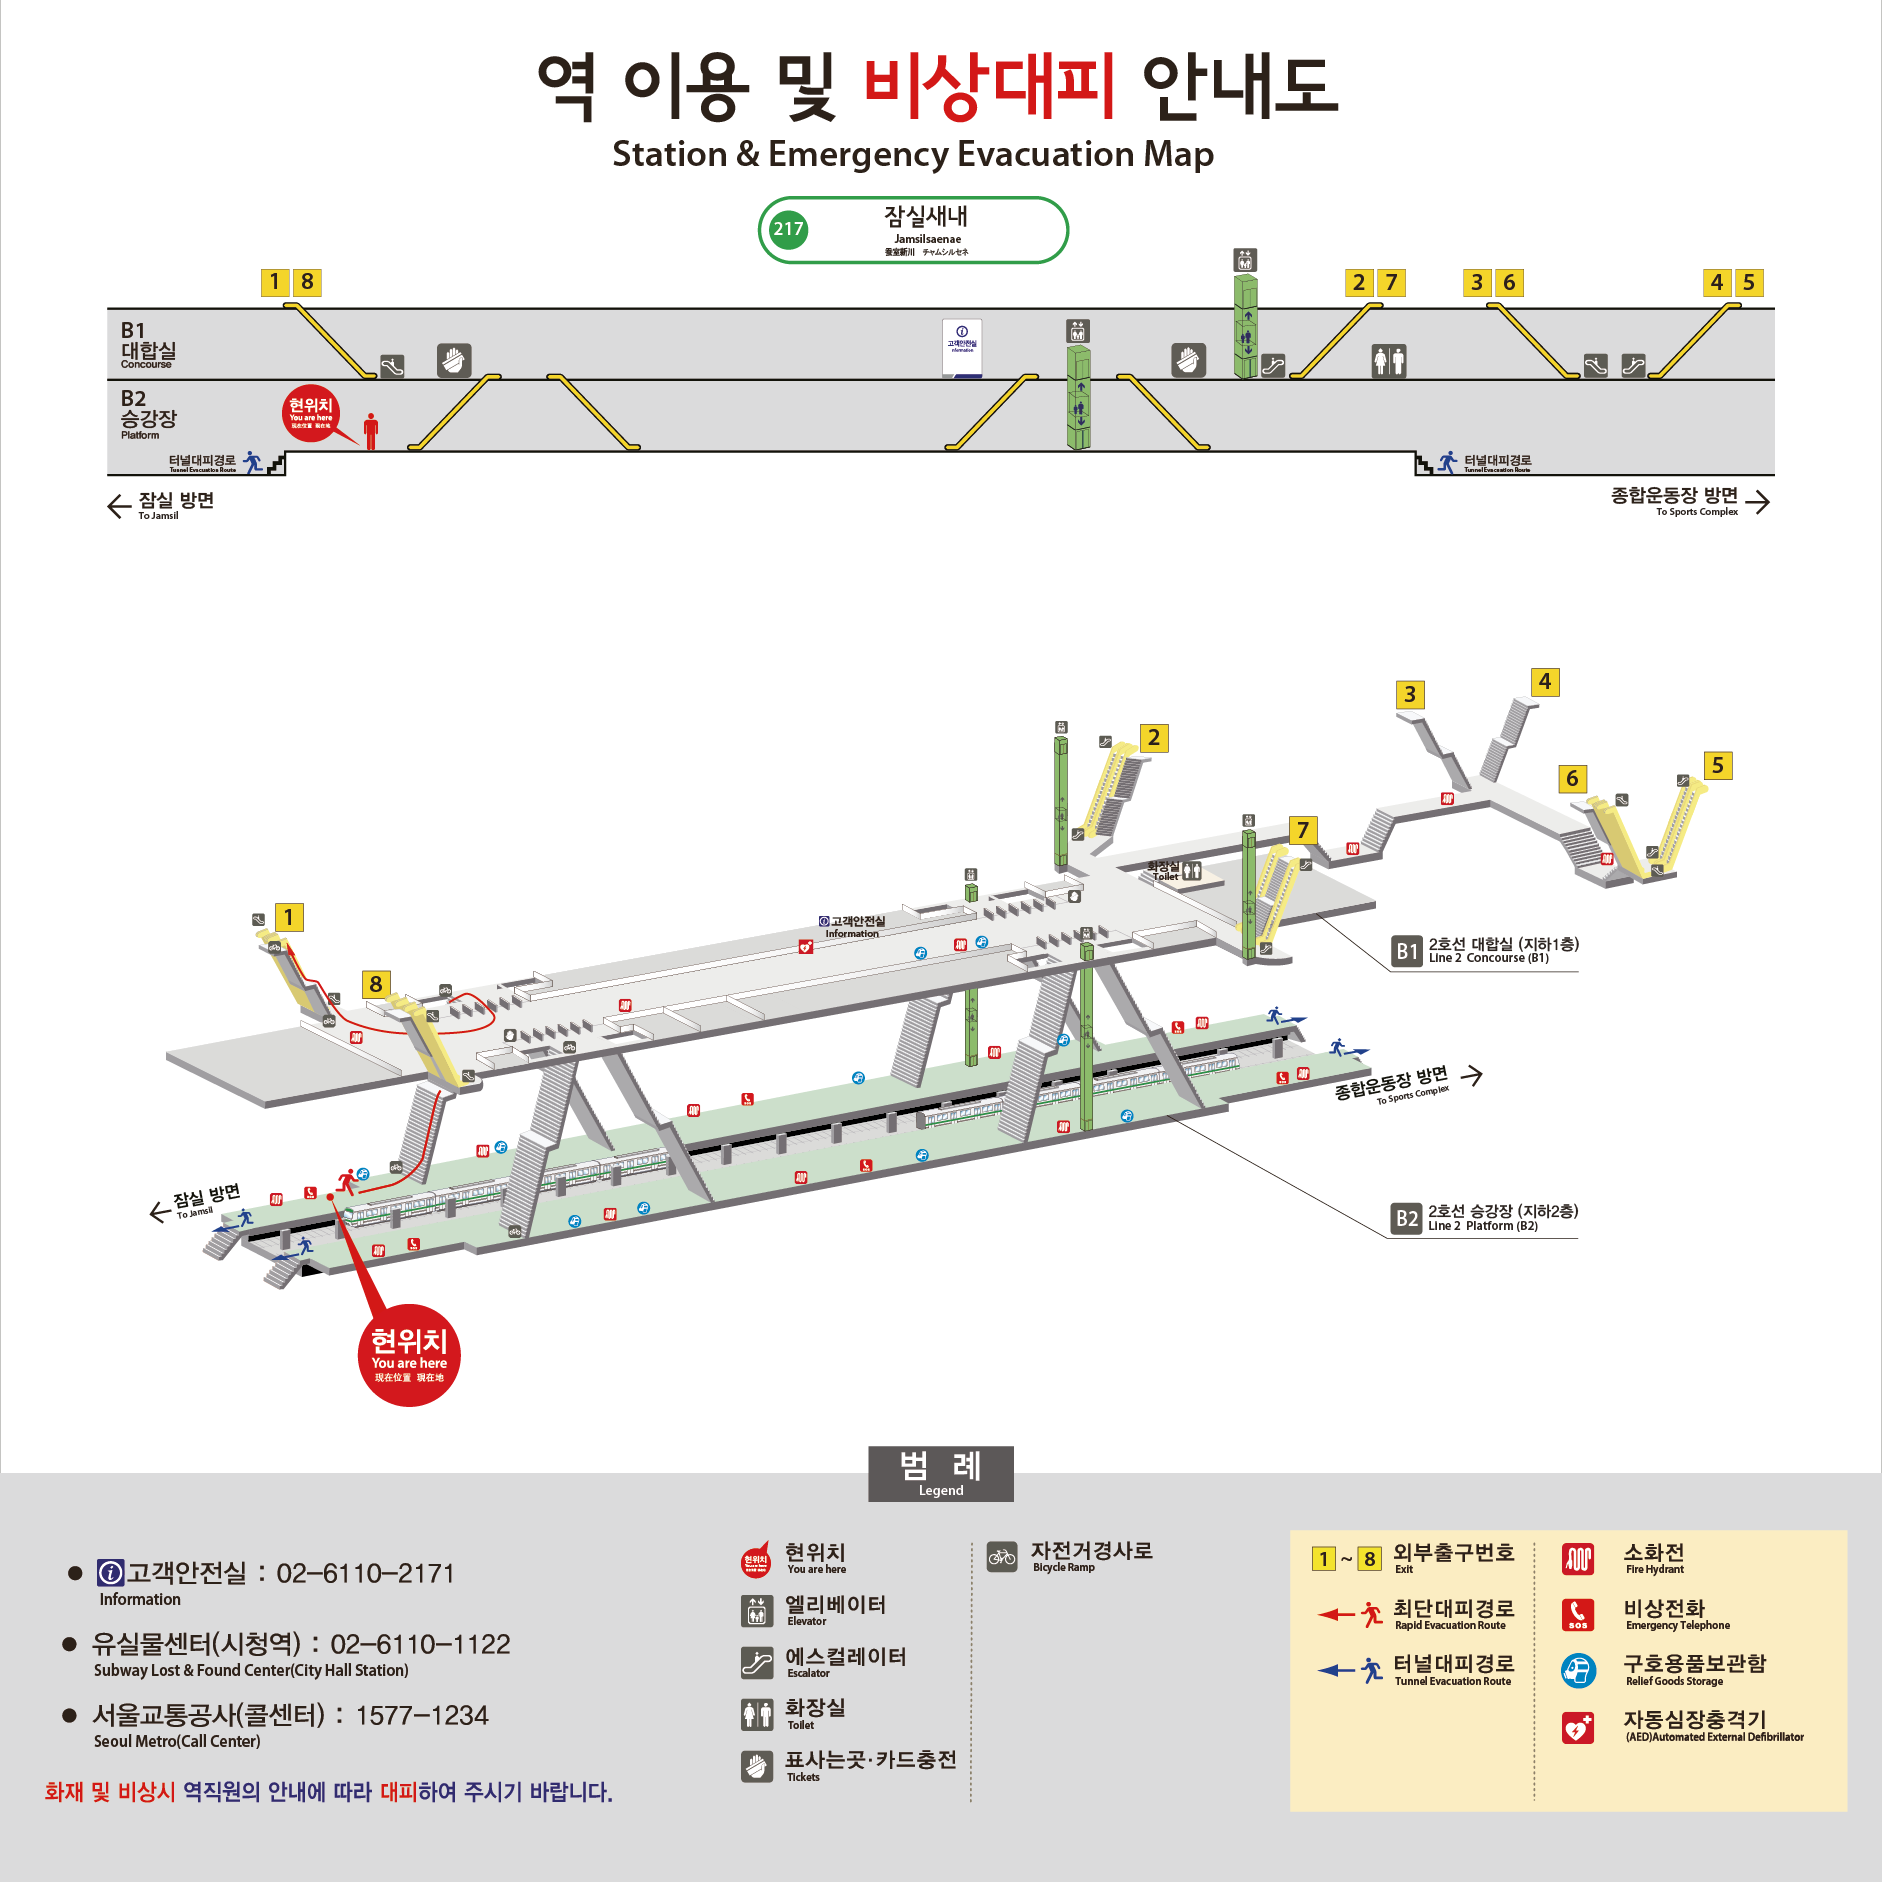 역 이용 및 비상대피 안내도
Station & Emergency Evacuation Map
217
잠실새내
Jamsilsaenae
蚕室新川 チャムシルセネ
1 8
2 7
3 6
4 5
B1
대합실
Concourse
고객안전실
B2
승강장
Platform
현위치
You are here
現在位置 現在地
터널대피경로
Tunnel Evacuation Route
터널대피경로
Tunnel Evacuation Route
잠실 방면
To Jamsil
종합운동장 방면
To Sports Complex
3
4
2
6
5
7
화장실
Toilet
1
고객안전실
Information
8
B1
2호선 대합실 (지하1층)
Line 2 Concourse (B1)
종합운동장 방면
To Sports Complex
잠실 방면
To Jamsil
B2
2호선 승강장 (지하2층)
Line 2 Platform (B2)
현위치
You are here
現在位置 現在地
범 례
Legend
고객안전실 : 02-6110-2171
Information
유실물센터(시청역) : 02-6110-1122
Subway Lost & Found Center(City Hall Station)
서울교통공사(콜센터) : 1577-1234
Seoul Metro(Call Center)
화재 및 비상시 역직원의 안내에 따라 대피하여 주시기 바랍니다.
현위치
현위치
You are here
엘리베이터
Elevator
에스컬레이터
Escalator
화장실
Toilet
표사는곳·카드충전
Tickets
자전거경사로
Bicycle Ramp
1 ~ 8
외부출구번호
Exit
최단대피경로
Rapid Evacuation Route
터널대피경로
Tunnel Evacuation Route
소화전
Fire Hydrant
SOS
비상전화
Emergency Telephone
구호용품보관함
Relief Goods Storage
자동심장충격기
(AED)Automated External Defibrillator